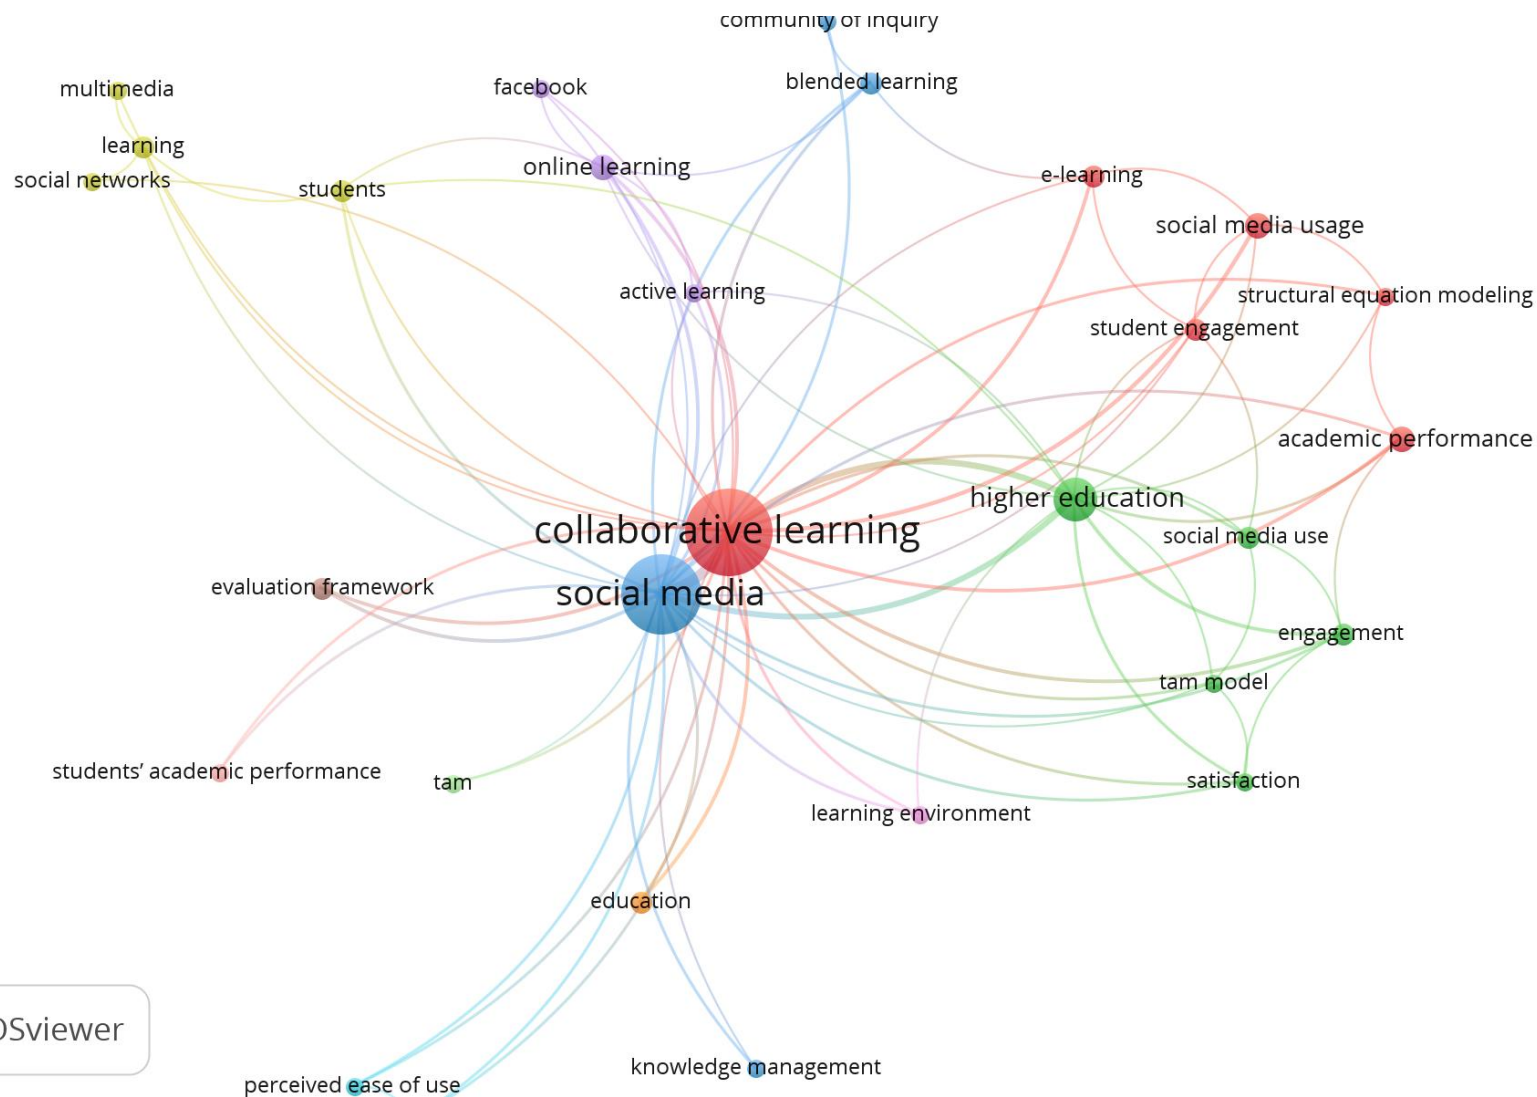 community of inquiry
blended learning
multimedia
facebook
learning
online learning
social networks
students
e-learning
social media usage
active learning
structural equation modeling
student engagement
academic performance
higher education
collaborative learning
social media use
social media
evaluation framework
engagement
tam model
students’ academic performance
tam
satisfaction
learning environment
education
OSviewer
knowledge management
perceived ease of use